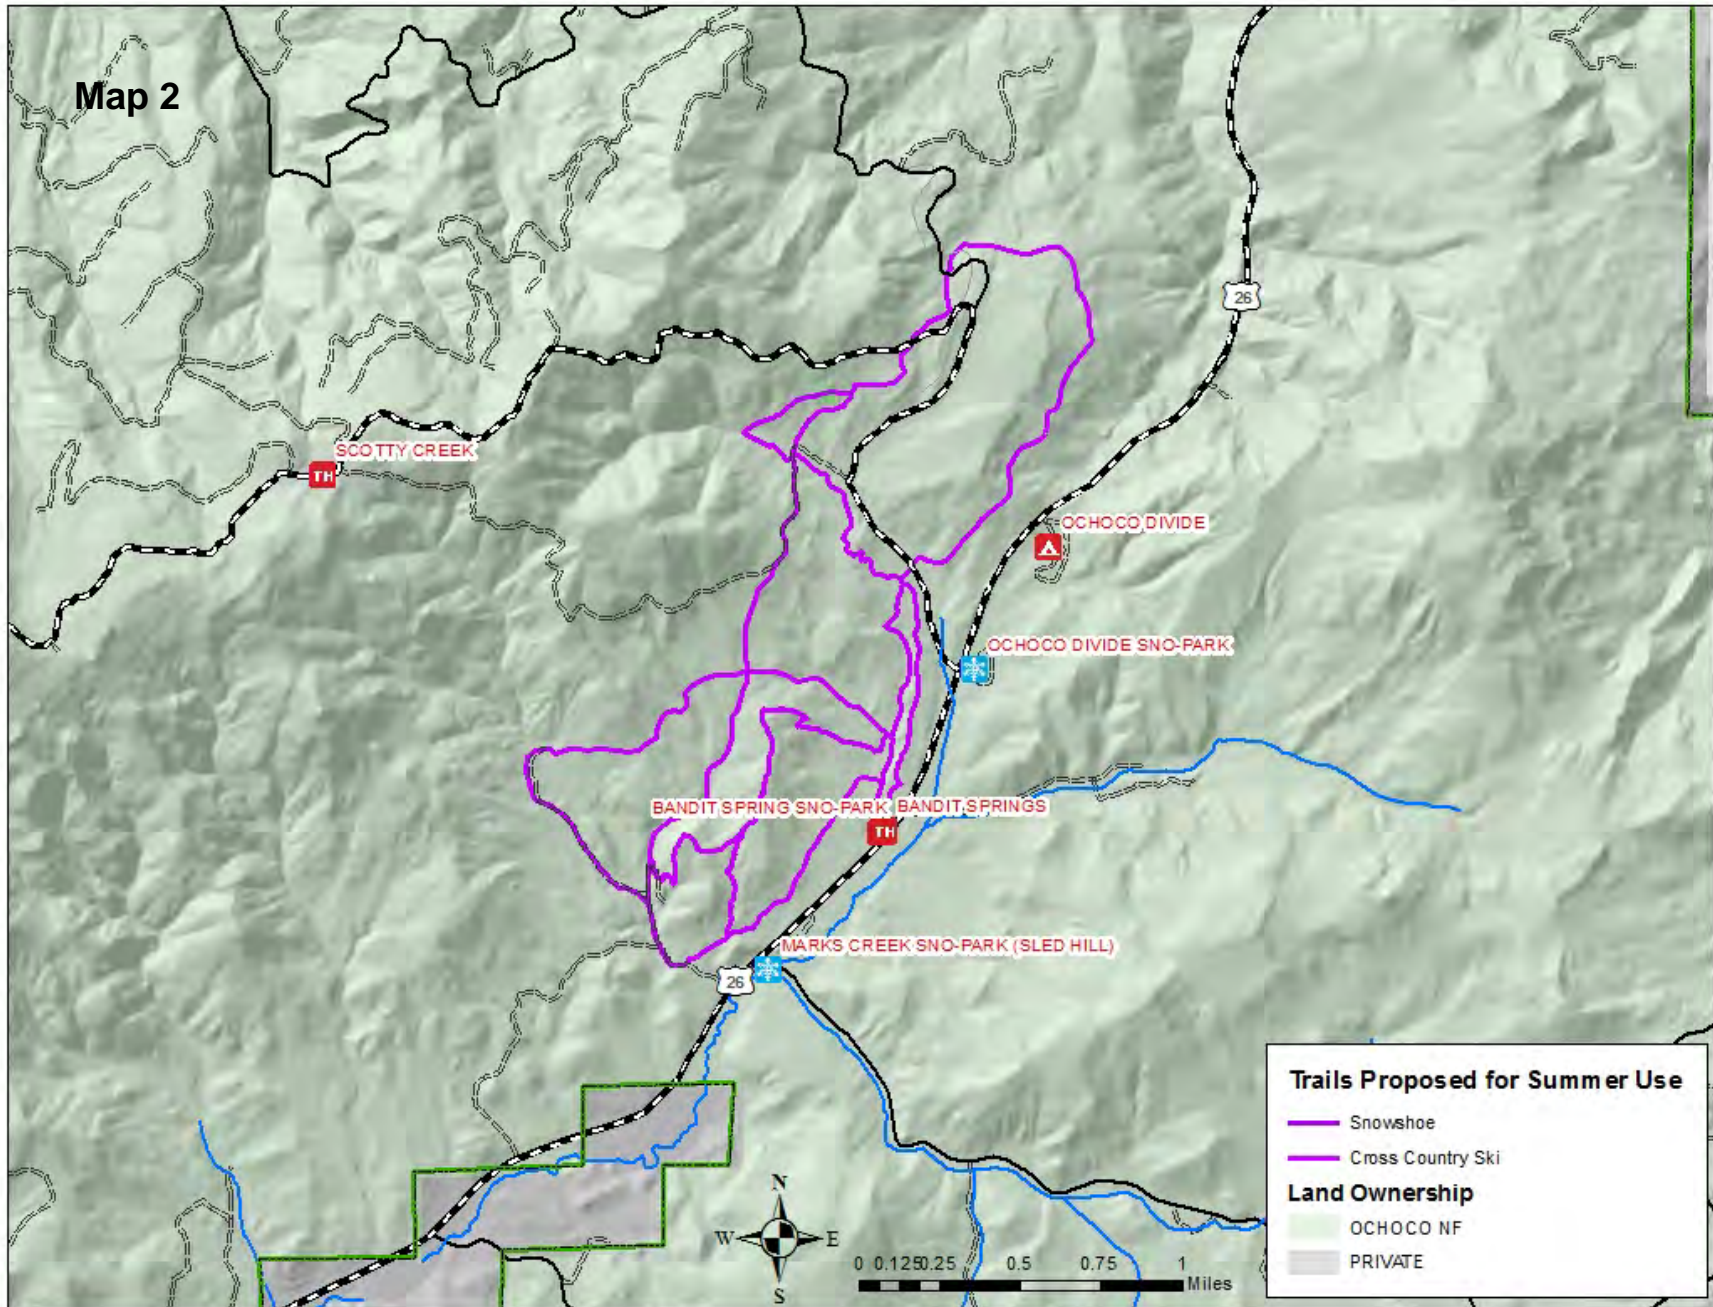 Map 2
26
SCOTTY CREEK
TH
OCHOCO DIVIDE
OCHOCO DIVIDE SNO-PARK
BANDIT SPRING SNO-PARK
BANDIT SPRINGS
TH
MARKS CREEK SNO-PARK (SLED HILL)
26
Trails Proposed for Summer Use
Snowshoe
Cross Country Ski
Land Ownership
OCHOCO NF
PRIVATE
N
W E
S
0 0.125 0.25 0.5 0.75 1
Miles